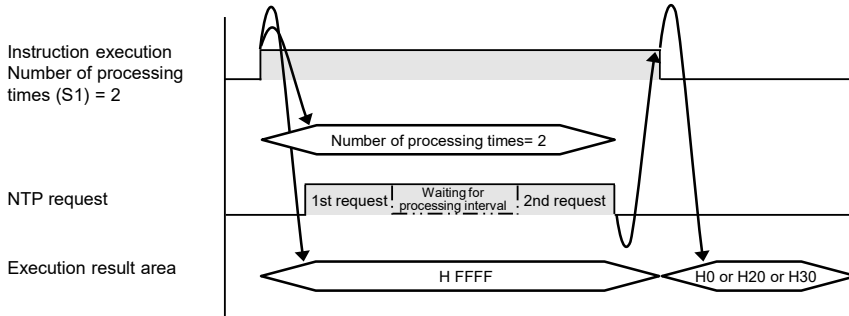 Instruction execution
Number of processing
times (S1) = 2
Number of processing times= 2
NTP request
1st request
Waiting for
processing interval
2nd request
Execution result area
H FFFF
H0 or H20 or H30